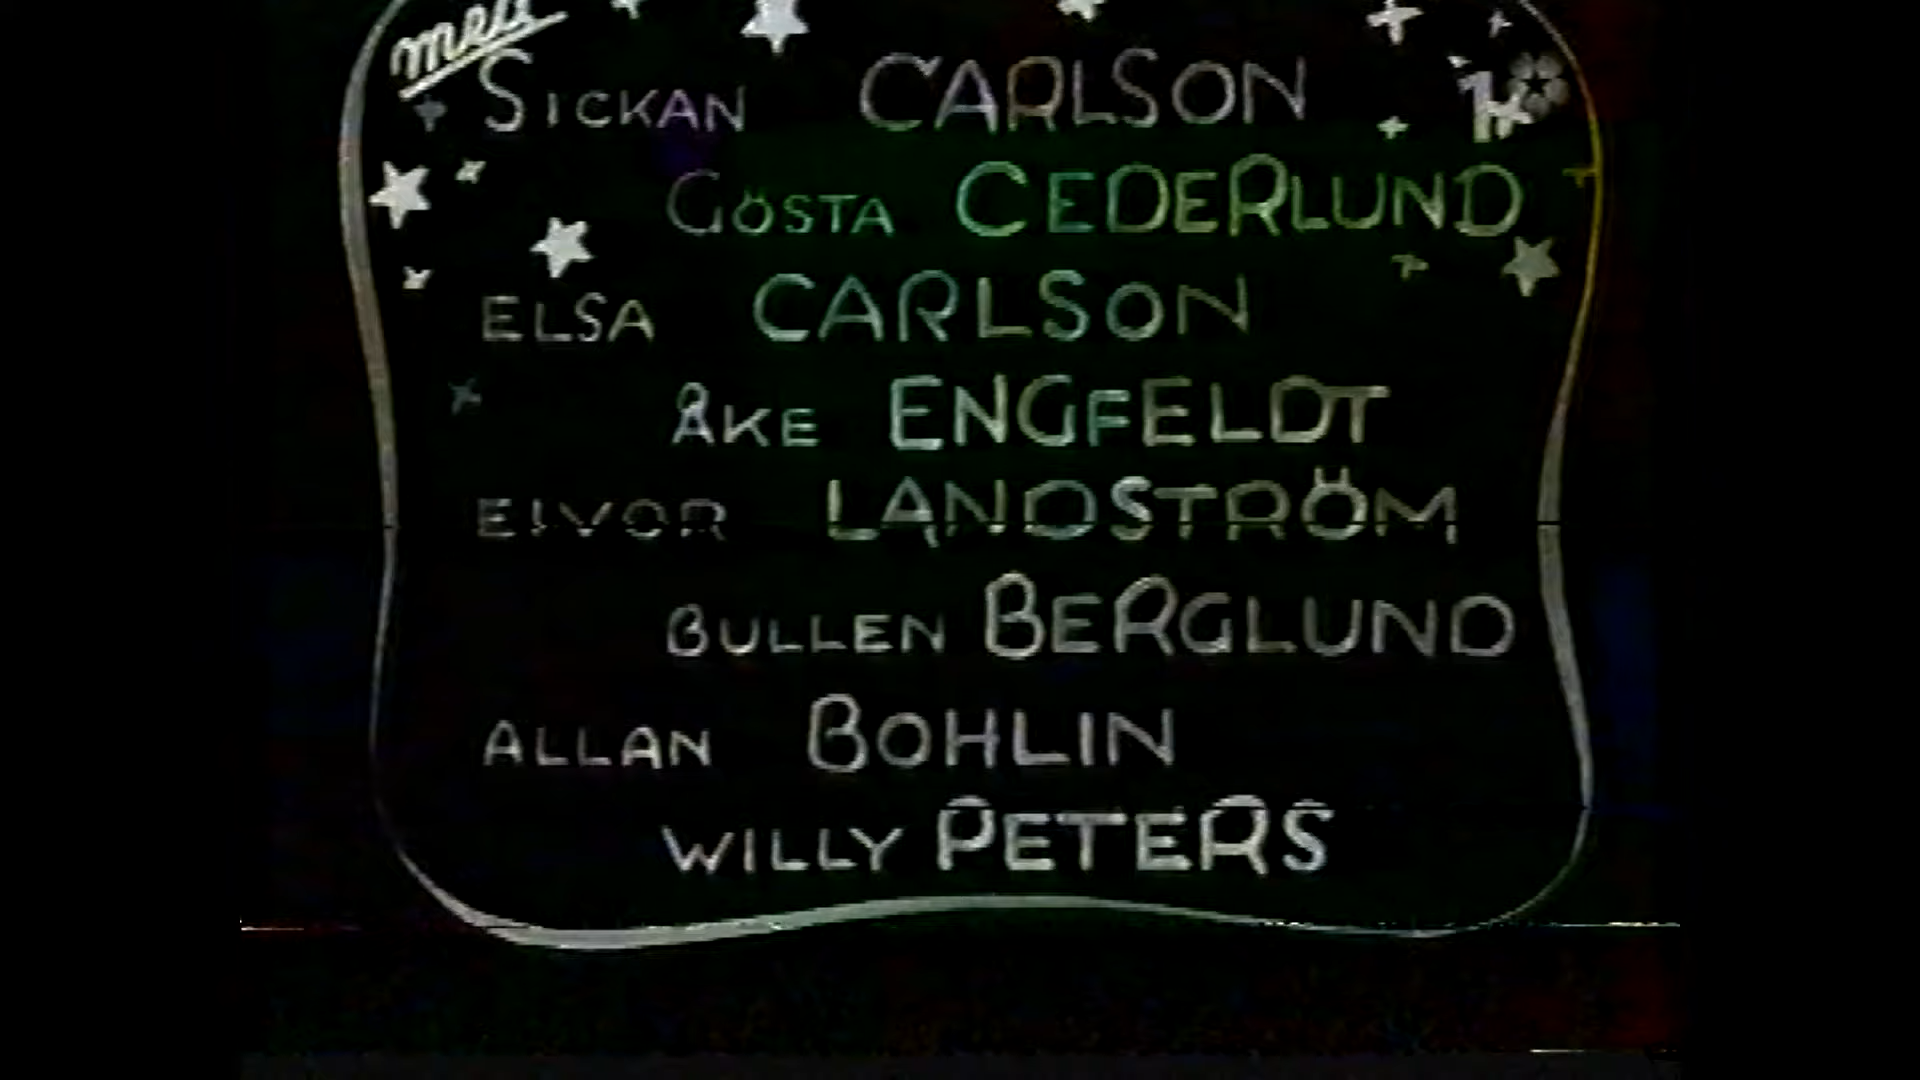 med
SICKAN CARLSON
GÖSTA CEDERLUND
ELSA CARLSON
ÅKE ENGFELDT
EIVOR LANDSTRÖM
BULLEN BERGLUND
ALLAN BOHLIN
WILLY PETERS